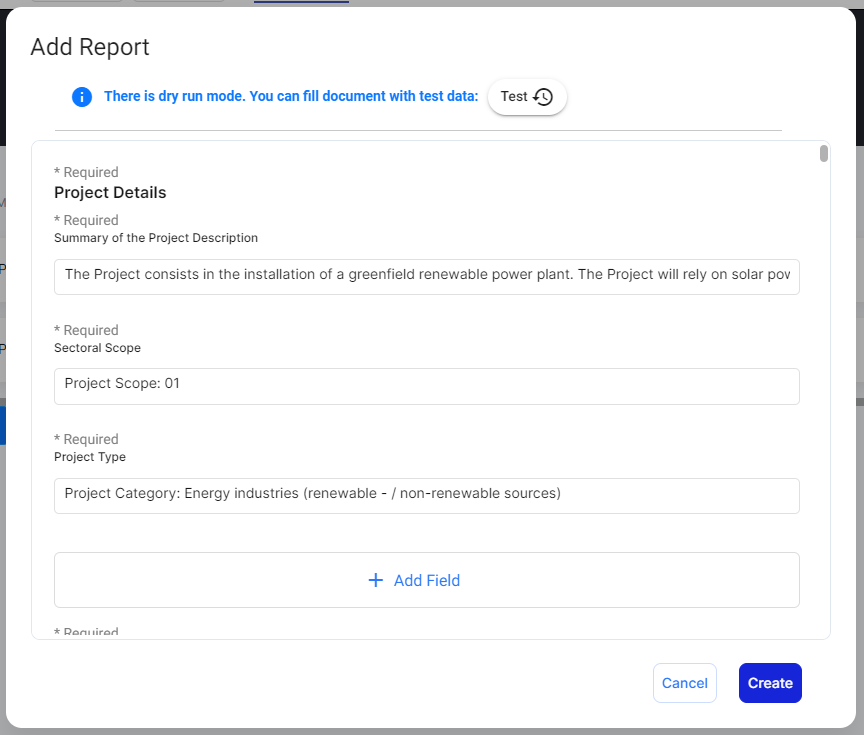 Add Report
There is dry run mode. You can fill document with test data: Test
* Required
Project Details
* Required
Summary of the Project Description
The Project consists in the installation of a greenfield renewable power plant. The Project will rely on solar pow
* Required
Sectoral Scope
Project Scope: 01
* Required
Project Type
Project Category: Energy industries (renewable - / non-renewable sources)
+ Add Field
* Required
Cancel Create